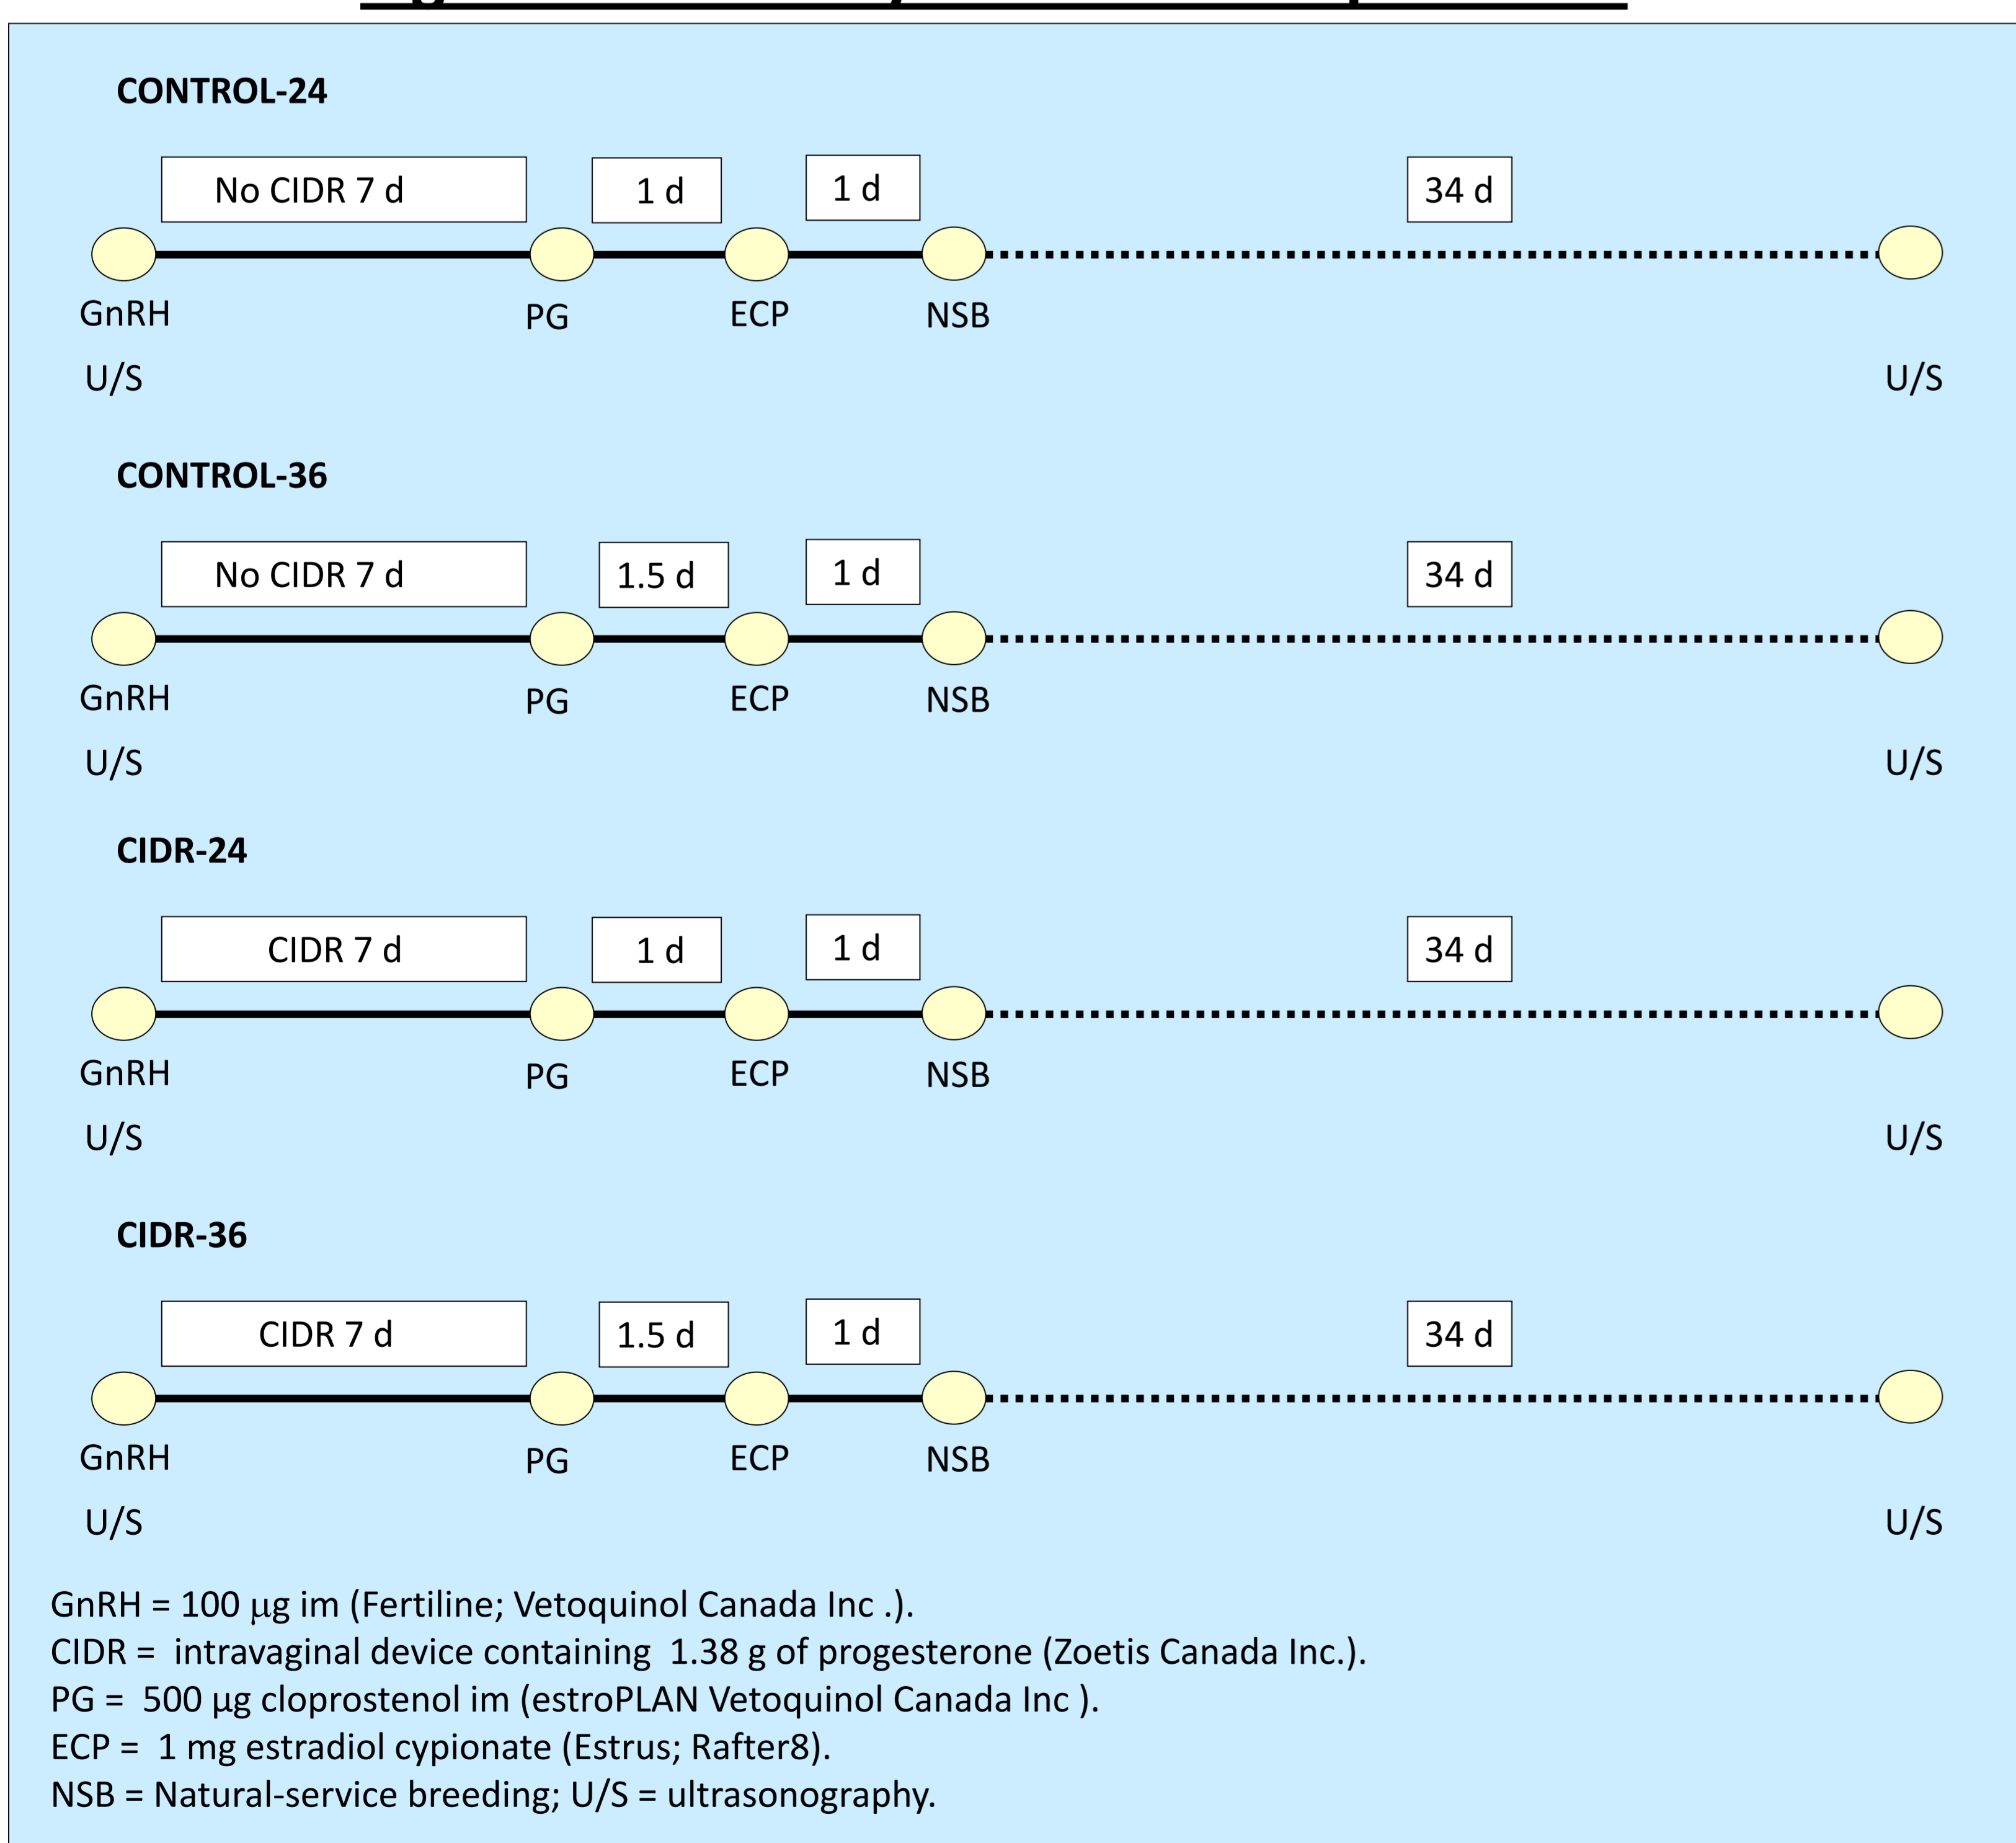 CONTROL-24
No CIDR 7 d 1 d 1 d 34 d
GnRH PG ECP NSB
U/S U/S
CONTROL-36
No CIDR 7 d 1.5 d 1 d 34 d
GnRH PG ECP NSB
U/S U/S
CIDR-24
CIDR 7 d 1 d 1 d 34 d
GnRH PG ECP NSB
U/S U/S
CIDR-36
CIDR 7 d 1.5 d 1 d 34 d
GnRH PG ECP NSB
U/S U/S
GnRH = 100 µg im (Fertiline; Vetoquinol Canada Inc .).
CIDR = intravaginal device containing 1.38 g of progesterone (Zoetis Canada Inc.).
PG = 500 µg cloprostenol im (estroPLAN Vetoquinol Canada Inc ).
ECP = 1 mg estradiol cypionate (Estrus; Rafter8).
NSB = Natural-service breeding; U/S = ultrasonography.